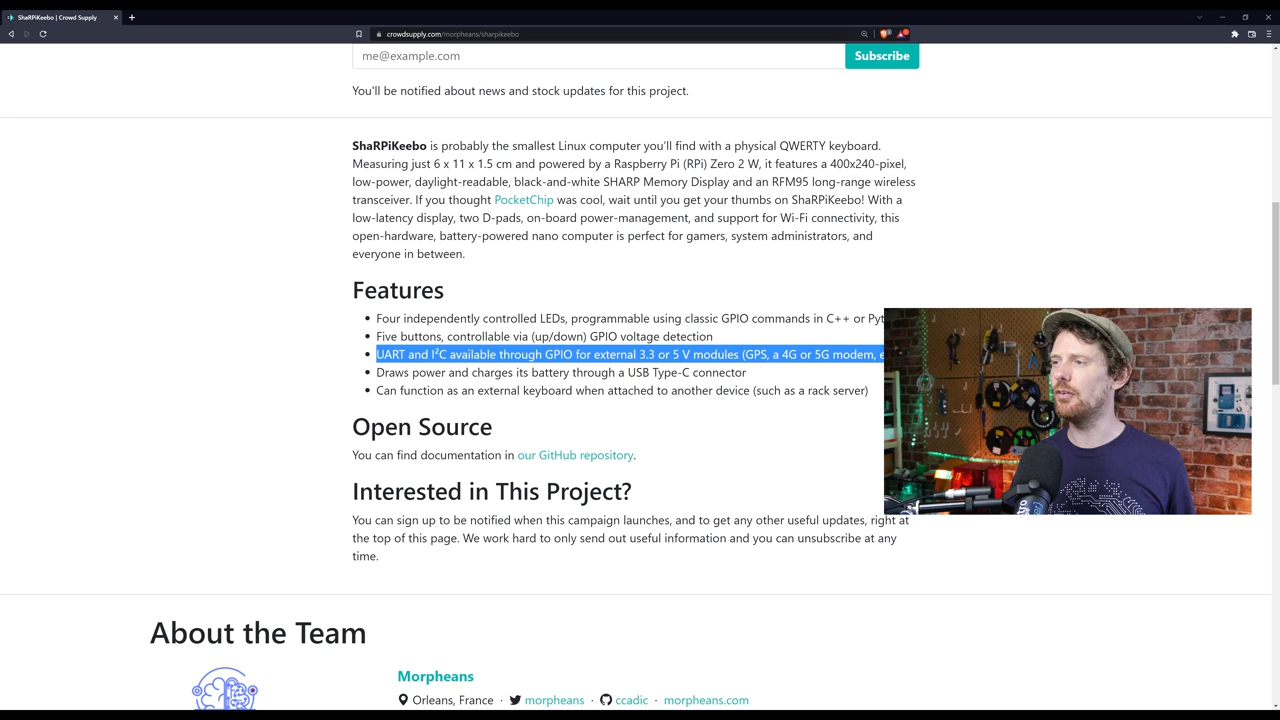 ShaRPiKeebo | Crowd Supply
crowdsupply.com/morpheans/sharpikeebo
me@example.com
Subscribe
You'll be notified about news and stock updates for this project.
ShaRPiKeebo is probably the smallest Linux computer you'll find with a physical QWERTY keyboard.
Measuring just 6 x 11 x 1.5 cm and powered by a Raspberry Pi (RPi) Zero 2 W, it features a 400x240-pixel,
low-power, daylight-readable, black-and-white SHARP Memory Display and an RFM95 long-range wireless
transceiver. If you thought PocketChip was cool, wait until you get your thumbs on ShaRPiKeebo! With a
low-latency display, two D-pads, on-board power-management, and support for Wi-Fi connectivity, this
open-hardware, battery-powered nano computer is perfect for gamers, system administrators, and
everyone in between.
Features
• Four independently controlled LEDs, programmable using classic GPIO commands in C++ or Pyt
• Five buttons, controllable via (up/down) GPIO voltage detection
• UART and I²C available through GPIO for external 3.3 or 5 V modules (GPS, a 4G or 5G modem, e
• Draws power and charges its battery through a USB Type-C connector
• Can function as an external keyboard when attached to another device (such as a rack server)
Open Source
You can find documentation in our GitHub repository.
Interested in This Project?
You can sign up to be notified when this campaign launches, and to get any other useful updates, right at
the top of this page. We work hard to only send out useful information and you can unsubscribe at any
time.
About the Team
Morpheans
Orleans, France · morpheans · ccadic · morpheans.com